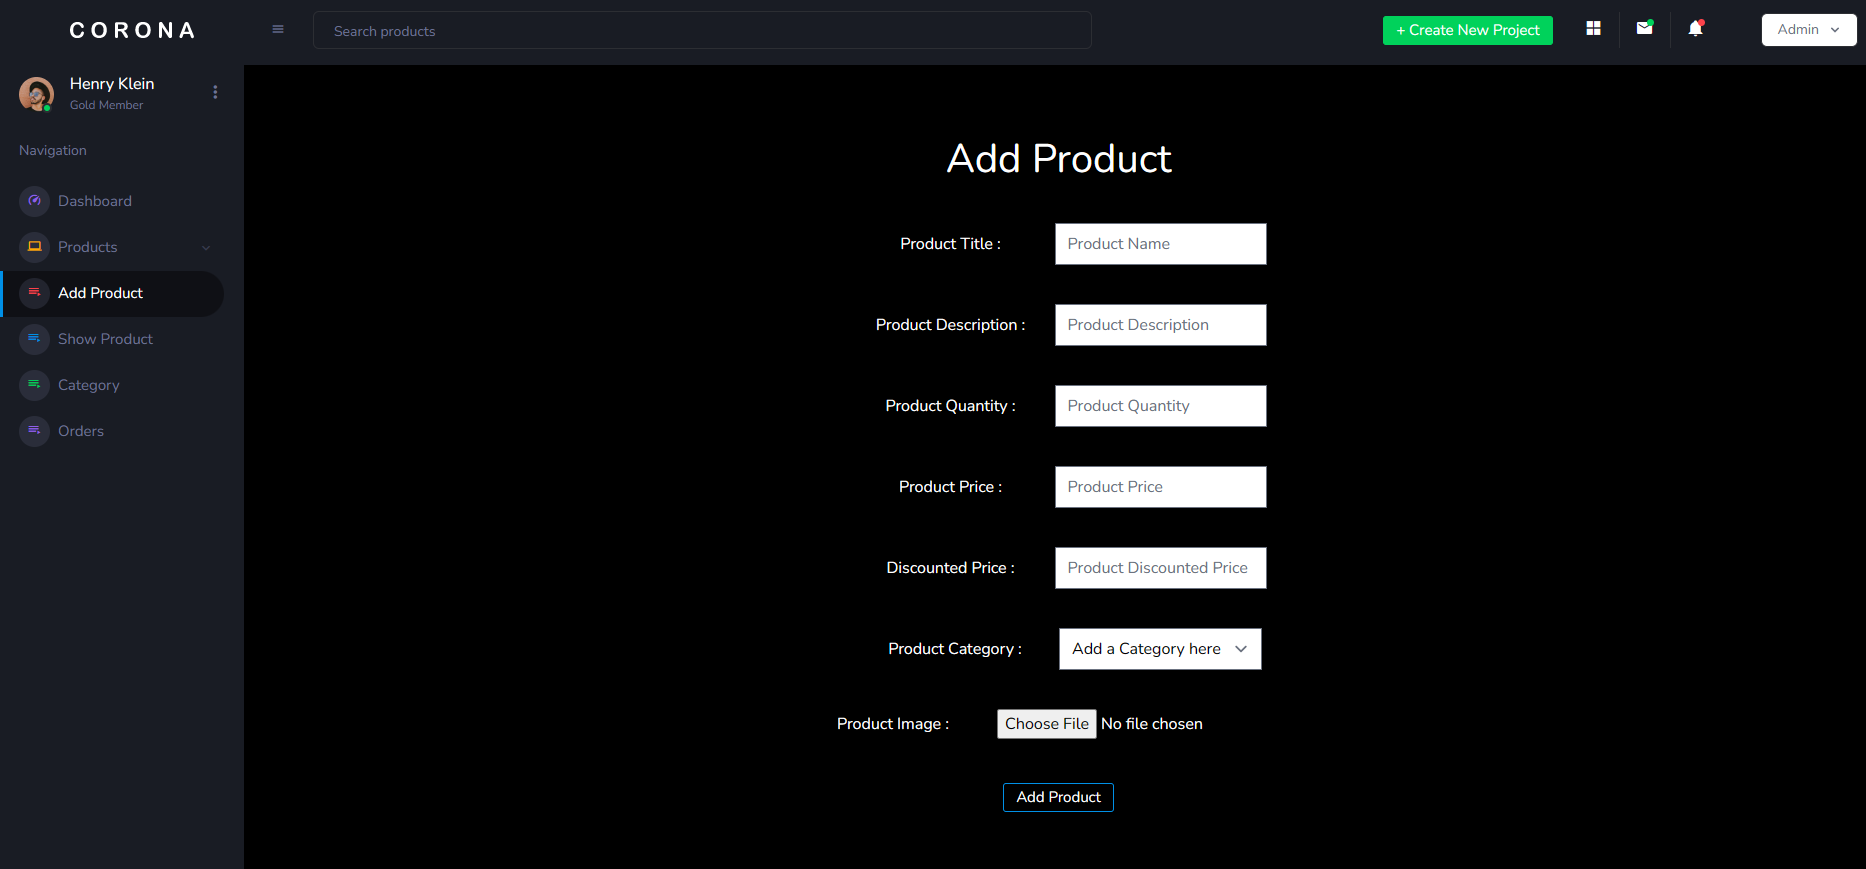 CORONA
Search products
+ Create New Project
Admin
Henry Klein
Gold Member
Navigation
Dashboard
Products
Add Product
Show Product
Category
Orders
Add Product
Product Title :
Product Name
Product Description :
Product Description
Product Quantity :
Product Quantity
Product Price :
Product Price
Discounted Price :
Product Discounted Price
Product Category :
Add a Category here
Product Image :
Choose File No file chosen
Add Product